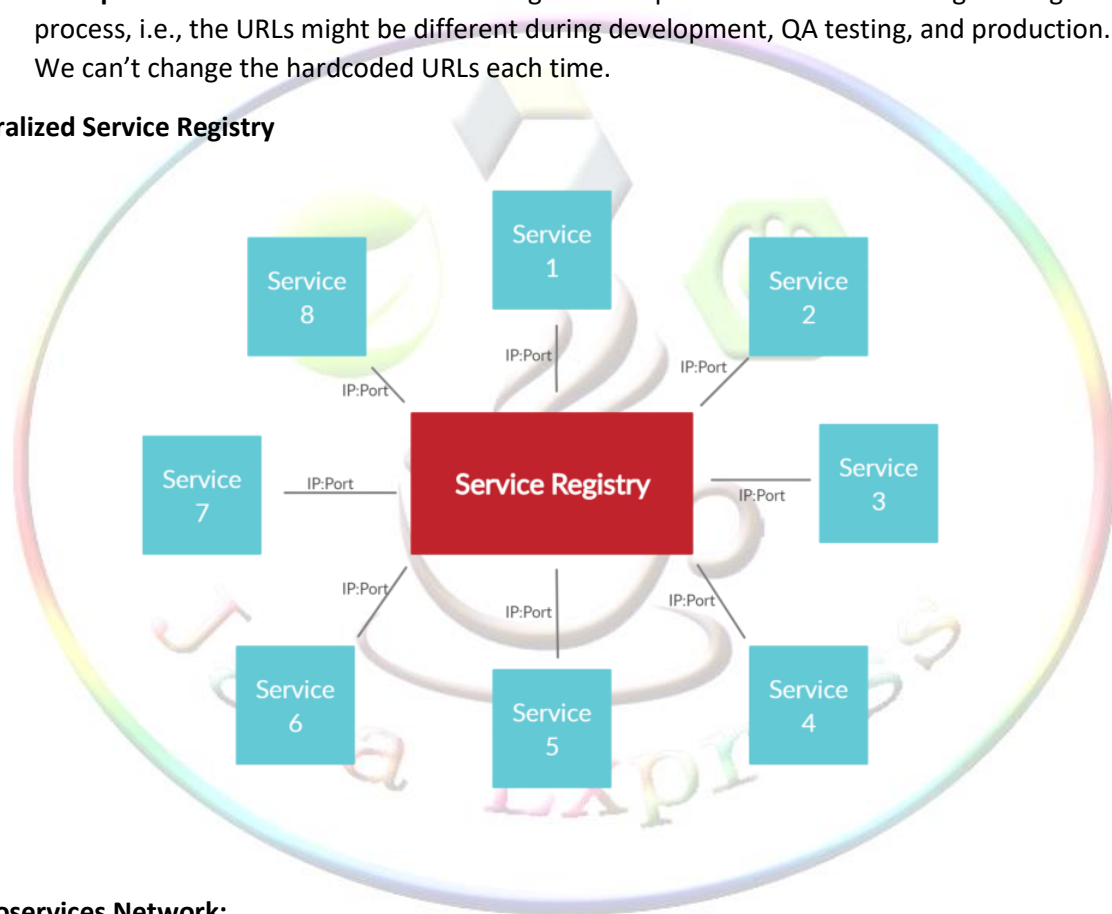 process, i.e., the URLs might be different during development, QA testing, and production.
We can’t change the hardcoded URLs each time.
ralized Service Registry
Service
1
Service
8
Service
2
IP:Port
IP:Port
IP:Port
Service
7
IP:Port
Service Registry
IP:Port
Service
3
IP:Port
IP:Port
IP:Port
Service
6
Service
5
Service
4
Java Express
oservices Network: